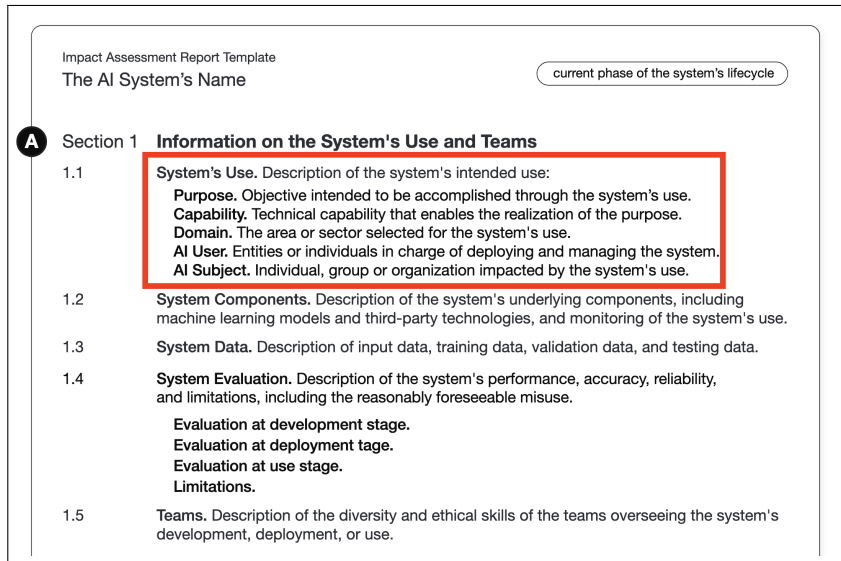 Impact Assessment Report Template
The AI System's Name
current phase of the system's lifecycle
A
Section 1 Information on the System's Use and Teams
1.1 System's Use. Description of the system's intended use:
Purpose. Objective intended to be accomplished through the system's use.
Capability. Technical capability that enables the realization of the purpose.
Domain. The area or sector selected for the system's use.
AI User. Entities or individuals in charge of deploying and managing the system.
AI Subject. Individual, group or organization impacted by the system's use.
1.2 System Components. Description of the system's underlying components, including
machine learning models and third-party technologies, and monitoring of the system's use.
1.3 System Data. Description of input data, training data, validation data, and testing data.
1.4 System Evaluation. Description of the system's performance, accuracy, reliability,
and limitations, including the reasonably foreseeable misuse.
Evaluation at development stage.
Evaluation at deployment tage.
Evaluation at use stage.
Limitations.
1.5 Teams. Description of the diversity and ethical skills of the teams overseeing the system's
development, deployment, or use.